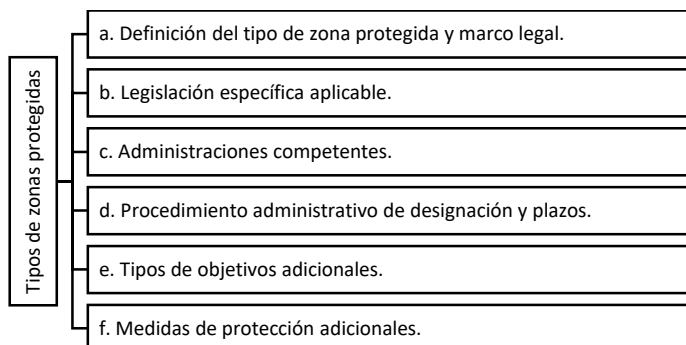 Tipos de zonas protegidas
a. Definición del tipo de zona protegida y marco legal.
b. Legislación específica aplicable.
c. Administraciones competentes.
d. Procedimiento administrativo de designación y plazos.
e. Tipos de objetivos adicionales.
f. Medidas de protección adicionales.